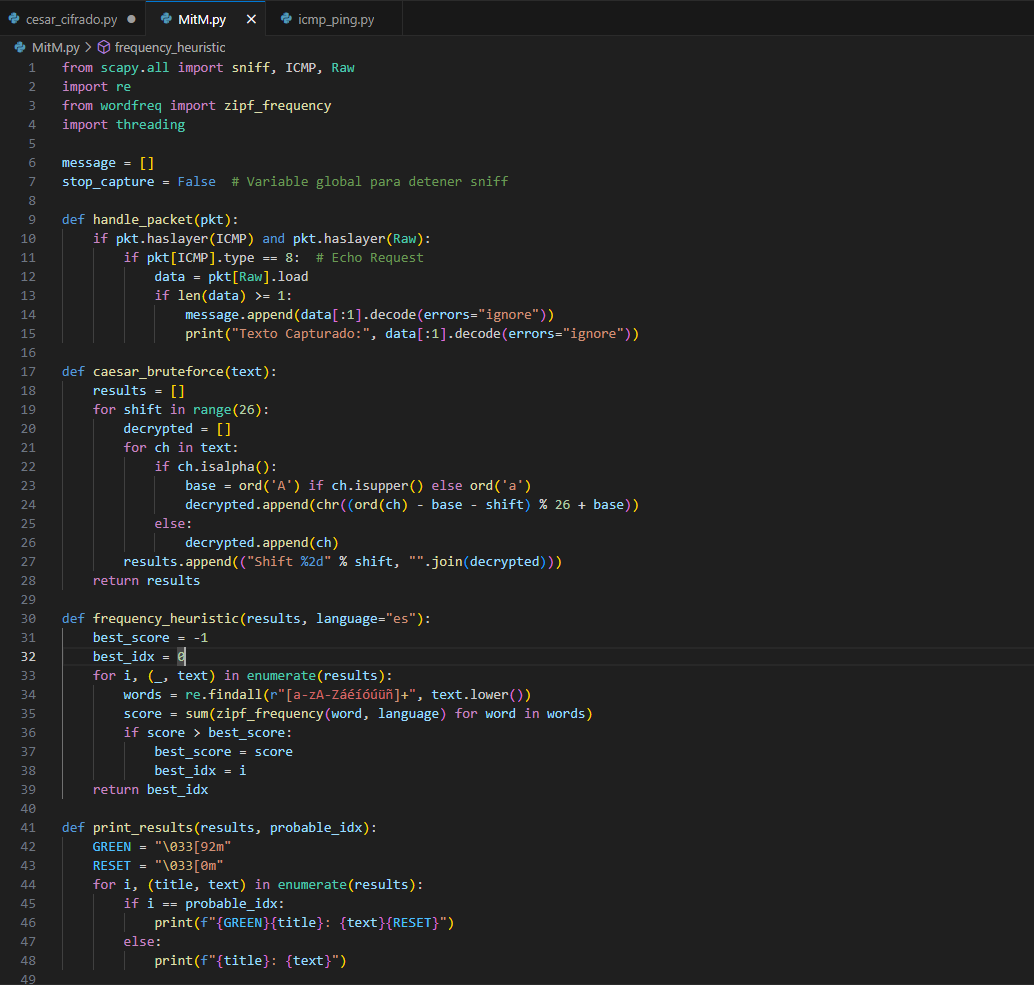 cesar_cifrado.py ● MitM.py × icmp_ping.py
MitM.py > frequency_heuristic
1 from scapy.all import sniff, ICMP, Raw
2 import re
3 from wordfreq import zipf_frequency
4 import threading
5
6 message = []
7 stop_capture = False  # Variable global para detener sniff
8
9 def handle_packet(pkt):
10     if pkt.haslayer(ICMP) and pkt.haslayer(Raw):
11         if pkt[ICMP].type == 8:  # Echo Request
12             data = pkt[Raw].load
13             if len(data) >= 1:
14                 message.append(data[:1].decode(errors="ignore"))
15                 print("Texto Capturado:", data[:1].decode(errors="ignore"))
16
17 def caesar_bruteforce(text):
18     results = []
19     for shift in range(26):
20         decrypted = []
21         for ch in text:
22             if ch.isalpha():
23                 base = ord('A') if ch.isupper() else ord('a')
24                 decrypted.append(chr((ord(ch) - base - shift) % 26 + base))
25             else:
26                 decrypted.append(ch)
27         results.append(("Shift %2d" % shift, "".join(decrypted)))
28     return results
29
30 def frequency_heuristic(results, language="es"):
31     best_score = -1
32     best_idx = 0
33     for i, (_, text) in enumerate(results):
34         words = re.findall(r"[a-zA-Záéíóúüñ]+", text.lower())
35         score = sum(zipf_frequency(word, language) for word in words)
36         if score > best_score:
37             best_score = score
38             best_idx = i
39     return best_idx
40
41 def print_results(results, probable_idx):
42     GREEN = "\033[92m"
43     RESET = "\033[0m"
44     for i, (title, text) in enumerate(results):
45         if i == probable_idx:
46             print(f"{GREEN}{title}: {text}{RESET}")
47         else:
48             print(f"{title}: {text}")
49